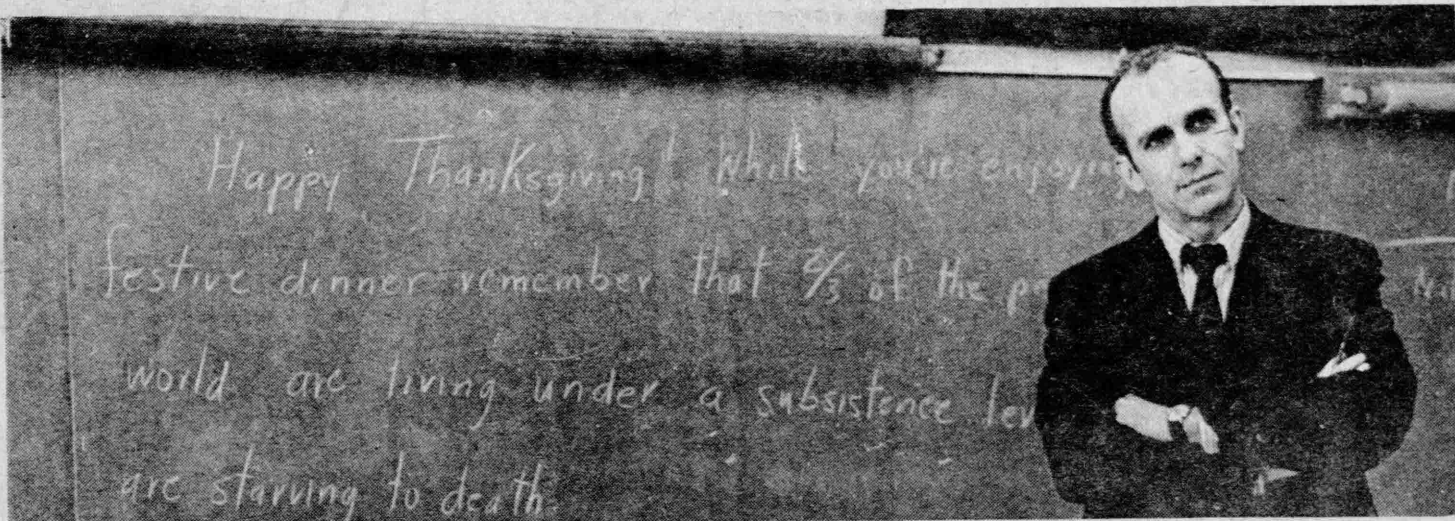 Happy Thanksgiving! While you're enjoying
festive dinner remember that 2/3 of the
world are living under a subsistence lev
are starving to death.